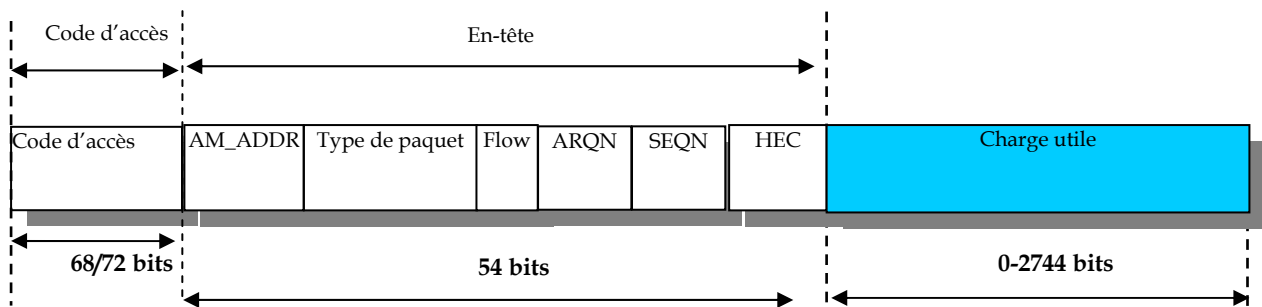 Code d’accès
En-tête
Code d’accès
AM_ADDR
Type de paquet
Flow
ARQN
SEQN
HEC
Charge utile
68/72 bits
54 bits
0-2744 bits